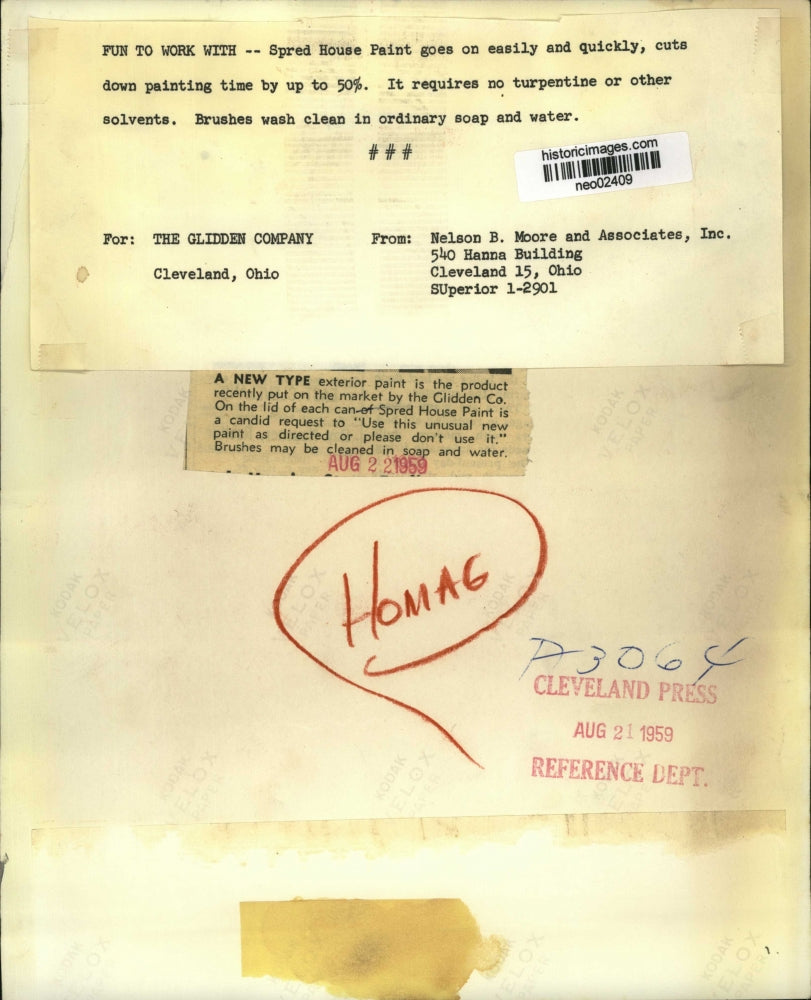 FUN TO WORK WITH -- Spred House Paint goes on easily and quickly, cuts
down painting time by up to 50%. It requires no turpentine or other
solvents. Brushes wash clean in ordinary soap and water.
# # #
historicimages.com
neo02409
For: THE GLIDDEN COMPANY
Cleveland, Ohio
From: Nelson B. Moore and Associates, Inc.
540 Hanna Building
Cleveland 15, Ohio
SUperior 1-2901
A NEW TYPE exterior paint is the product
recently put on the market by the Glidden Co.
On the lid of each can of Spred House Paint is
a candid request to "Use this unusual new
paint as directed or please don't use it."
Brushes may be cleaned in soap and water.
AUG 2 2 1959
HOMAG
A3064
CLEVELAND PRESS
AUG 21 1959
REFERENCE DEPT.
KODAK
VELOX
PAPER